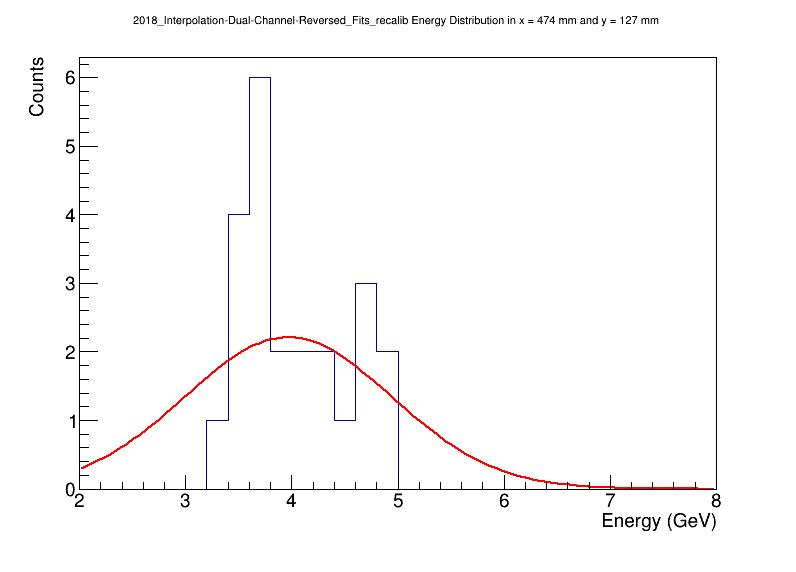 2018_Interpolation-Dual-Channel-Reversed_Fits_recalib Energy Distribution in x = 474 mm and y = 127 mm
Counts
6
5
4
3
2
1
0
2 3 4 5 6 7 8
Energy (GeV)